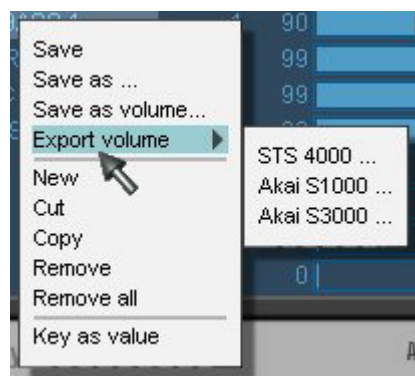 Save
Save as ...
Save as volume...
Export volume
New
Cut
Copy
Remove
Remove all
Key as value
STS 4000 ...
Akai S1000 ...
Akai S3000 ...
90
99
99
0